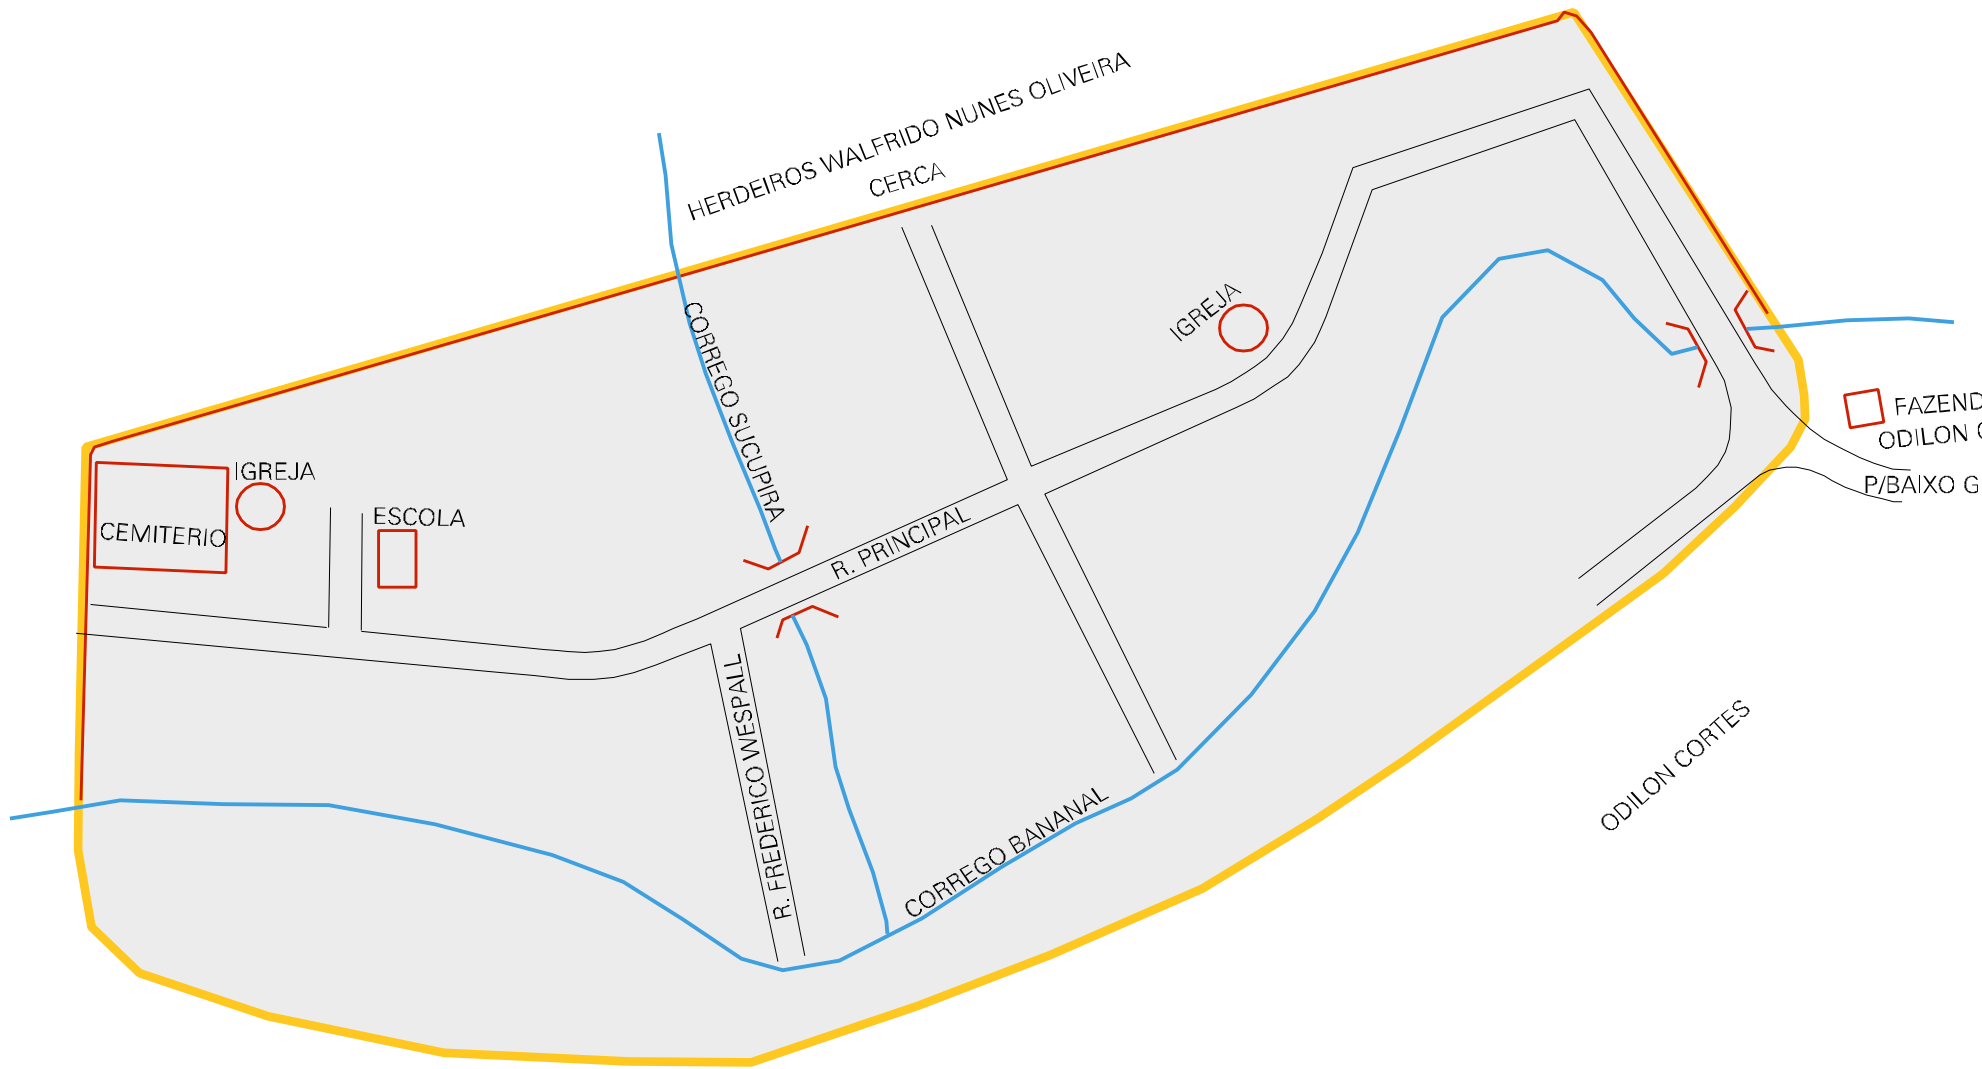 HERDEIROS WALFRIDO NUNES OLIVEIRA
CERCA
CORREGO SUCUPIRA
IGREJA
FAZEND
ODILON C
P/BAIXO G
IGREJA
CEMITERIO
ESCOLA
R. PRINCIPAL
R. FREDERICO WESPALL
CORREGO BANANAL
ODILON CORTES